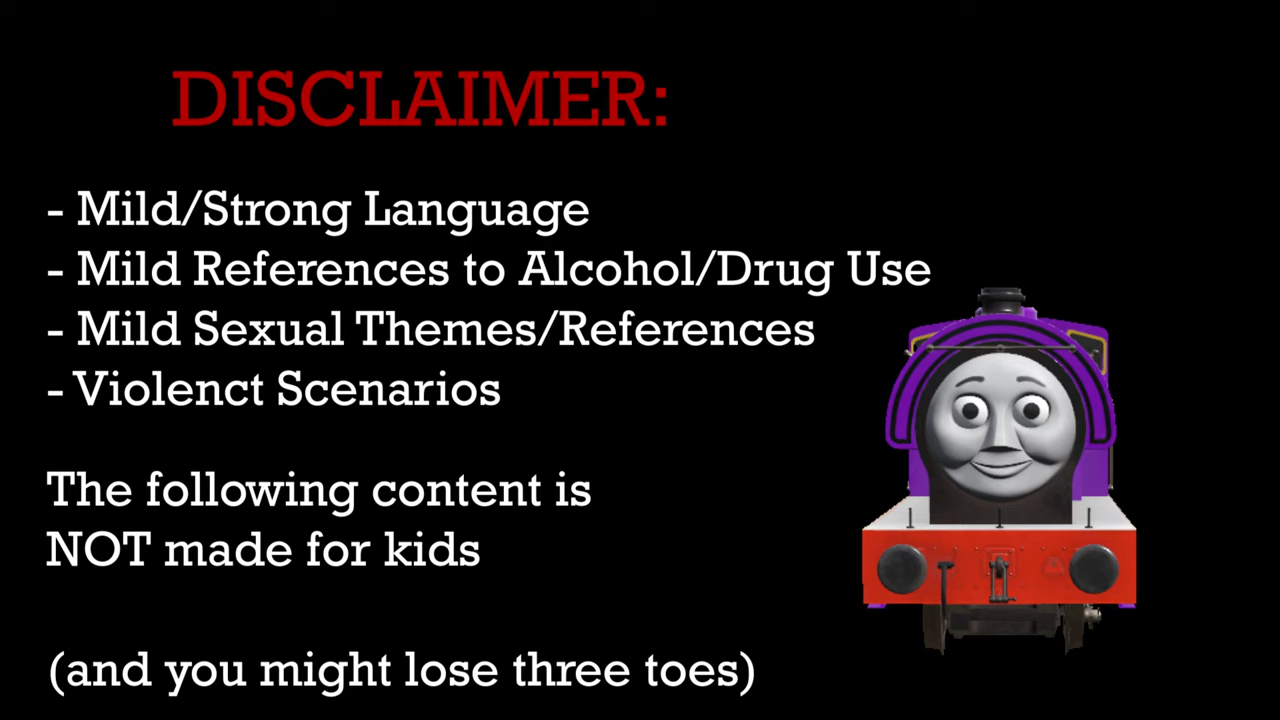 DISCLAIMER:
- Mild/Strong Language
- Mild References to Alcohol/Drug Use
- Mild Sexual Themes/References
- Violenct Scenarios
The following content is
NOT made for kids
(and you might lose three toes)